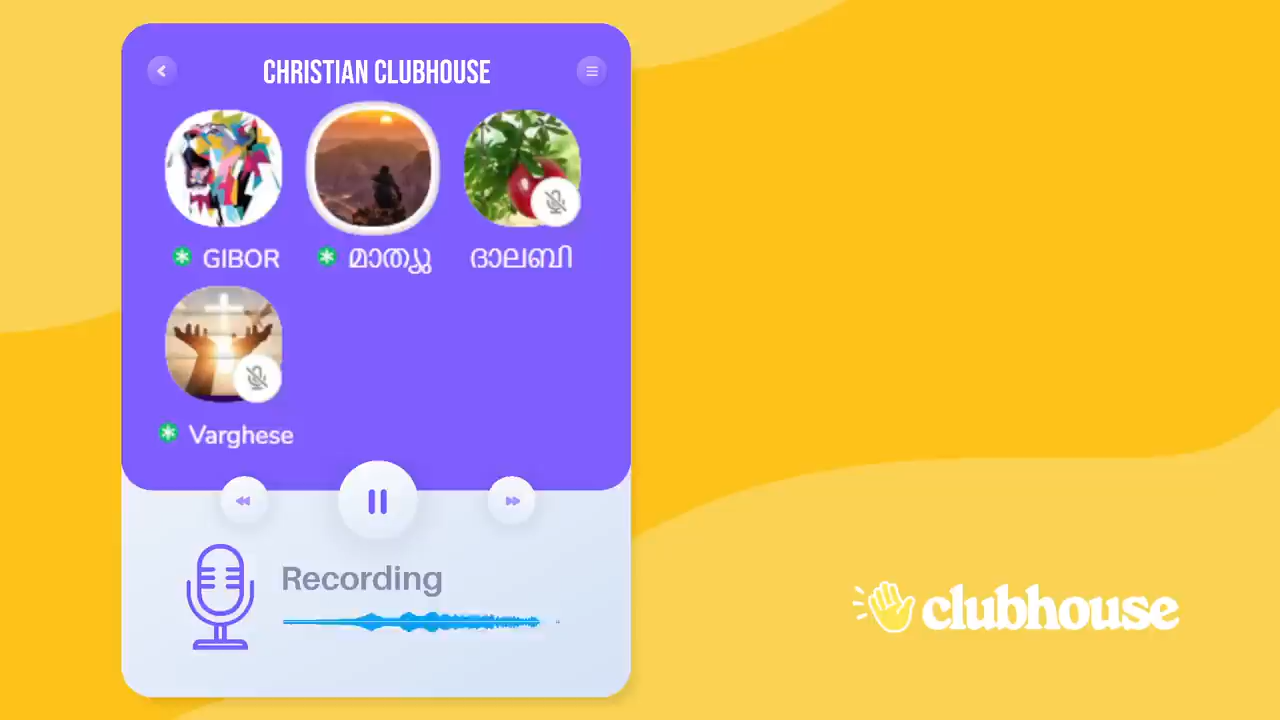 CHRISTIAN CLUBHOUSE
GIBOR
മാത്യു
ദാലബി
Varghese
Recording
clubhouse